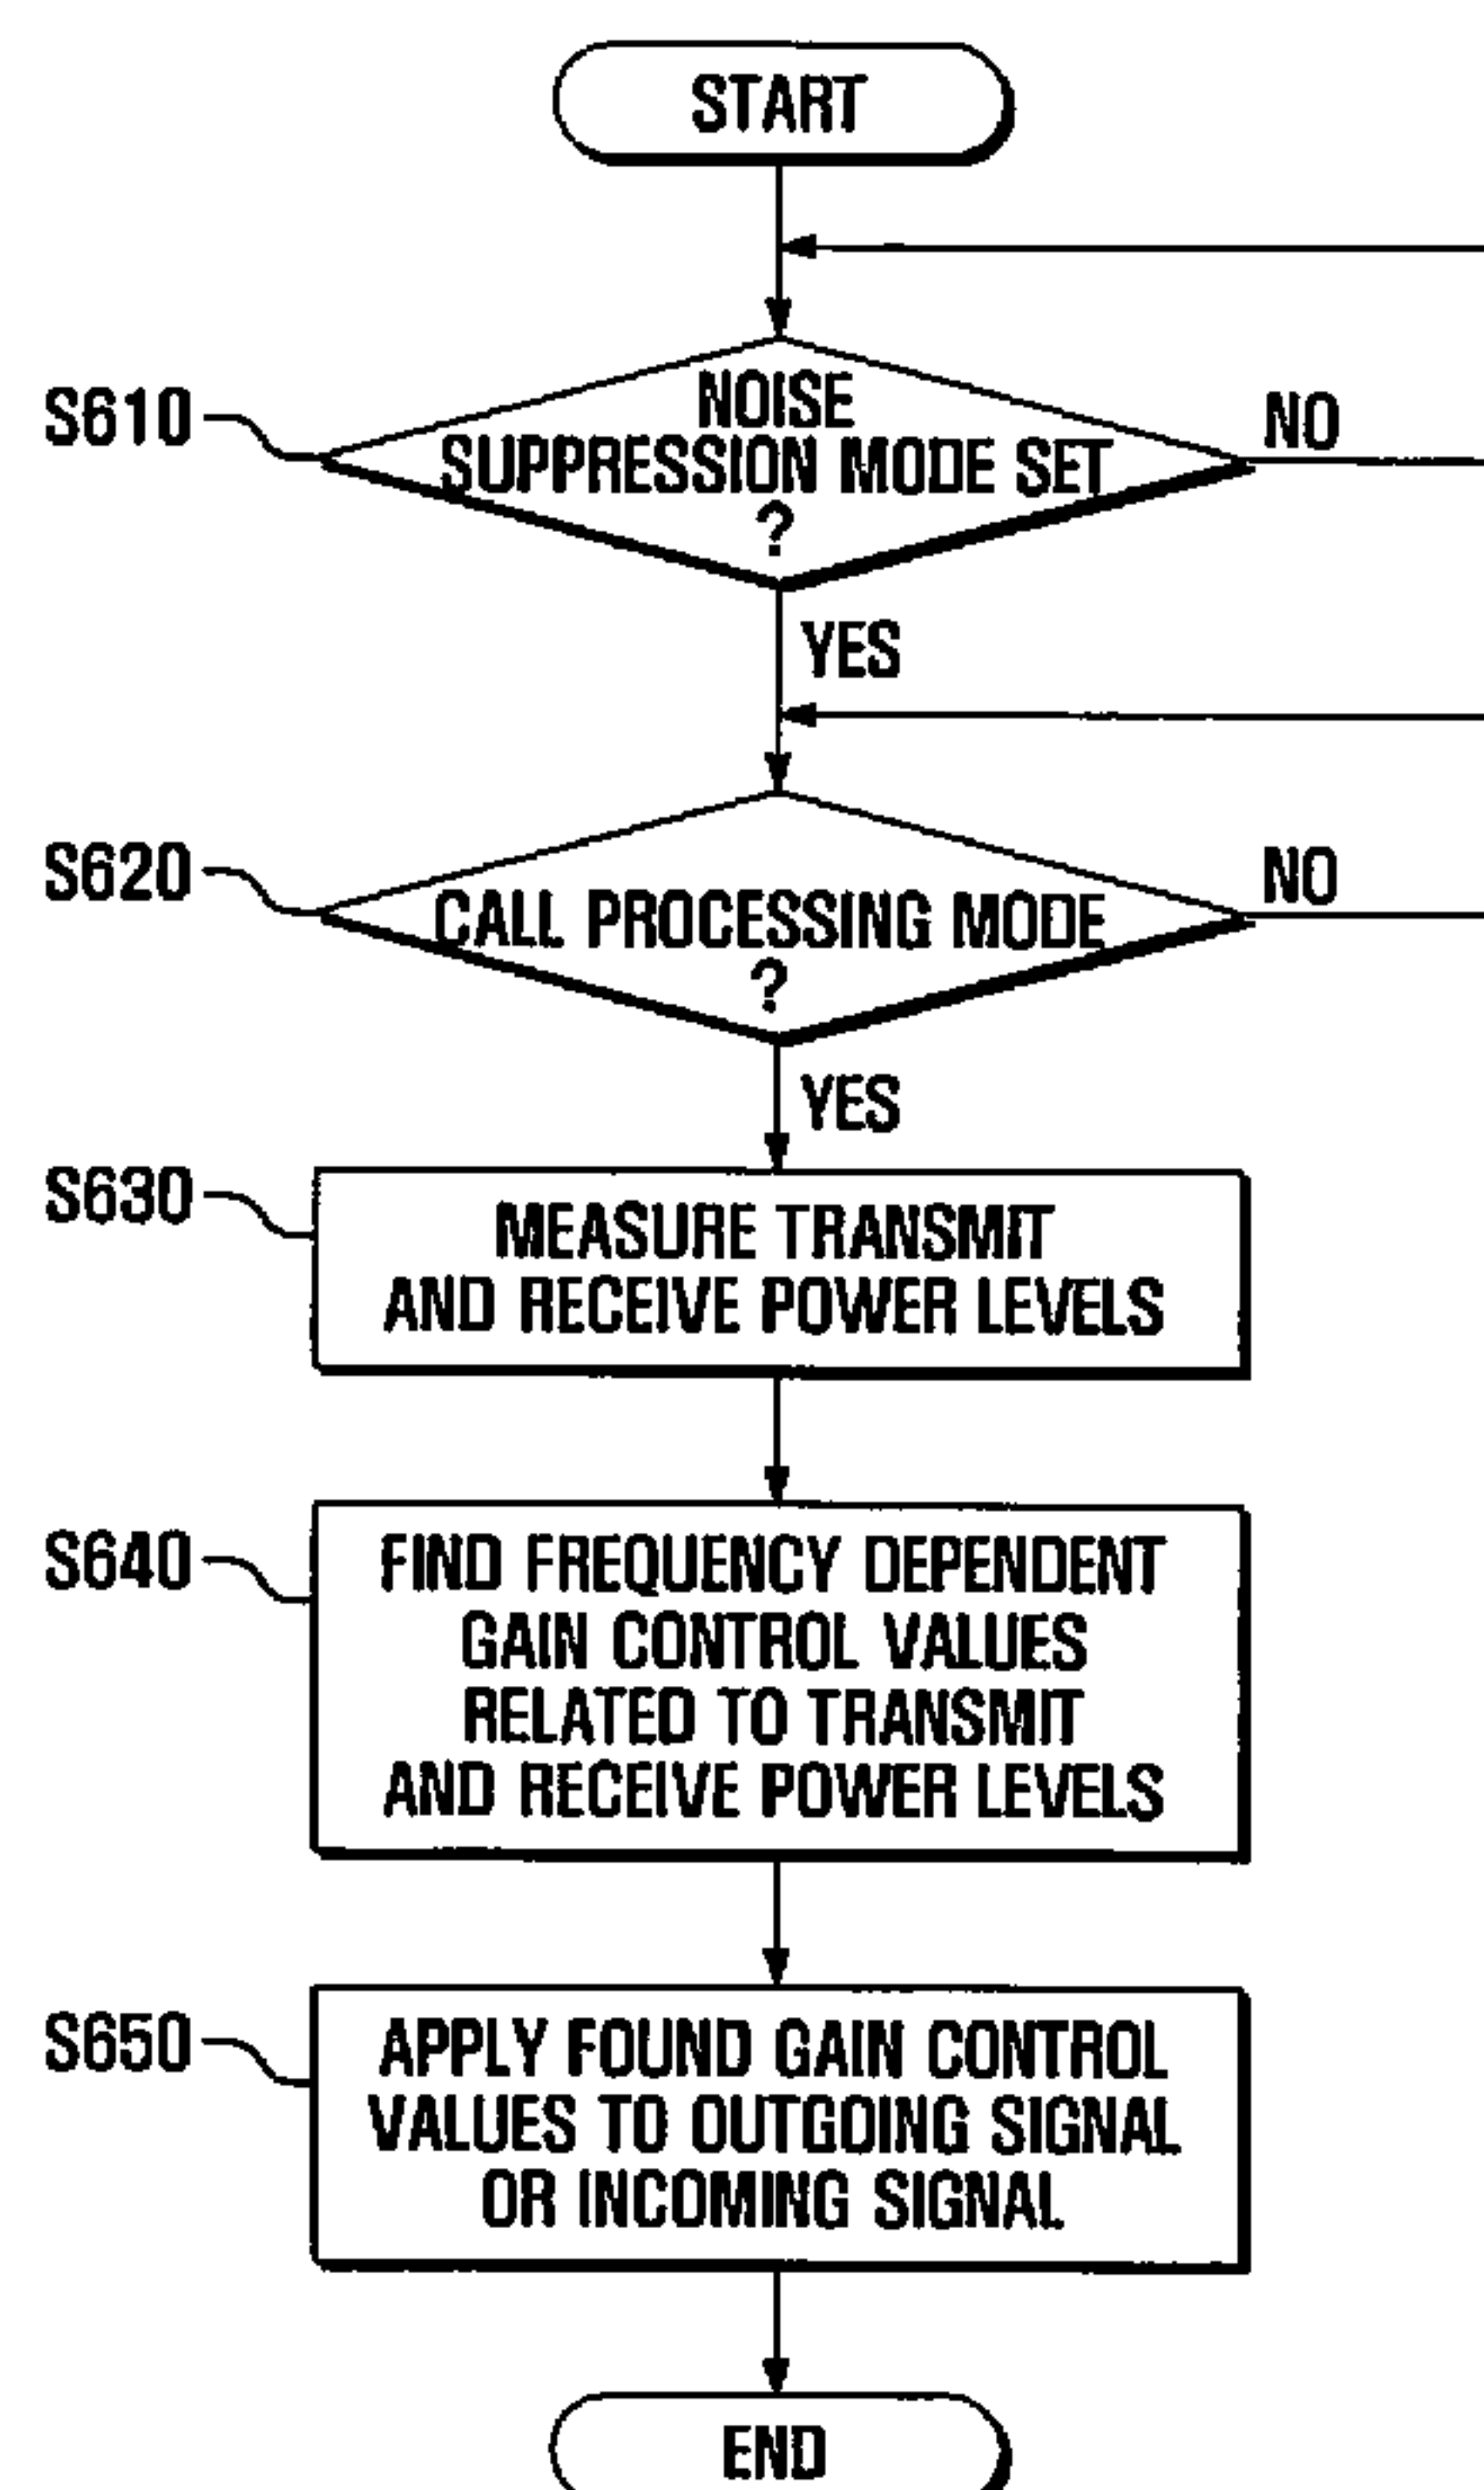 START
S610
NOISE
SUPPRESSION MODE SET
?
NO
YES
S620
CALL PROCESSING MODE
?
NO
YES
S630
MEASURE TRANSMIT
AND RECEIVE POWER LEVELS
S640
FIND FREQUENCY DEPENDENT
GAIN CONTROL VALUES
RELATED TO TRANSMIT
AND RECEIVE POWER LEVELS
S650
APPLY FOUND GAIN CONTROL
VALUES TO OUTGOING SIGNAL
OR INCOMING SIGNAL
END